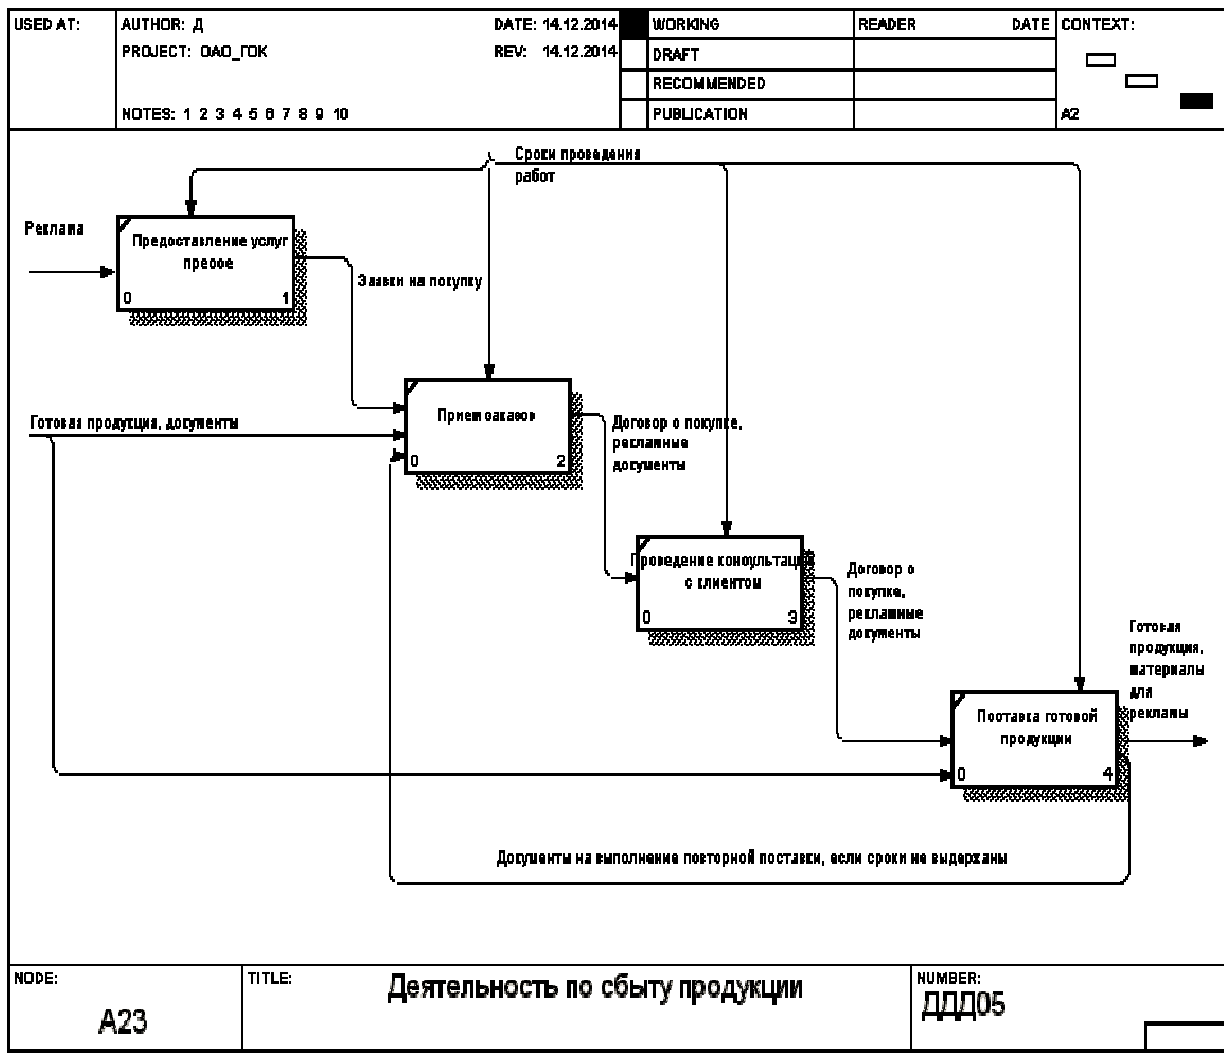 USED AT:
AUTHOR: Д
DATE: 14.12.2014
WORKING
READER
DATE
CONTEXT:
PROJECT: ОАО_ГОК
REV: 14.12.2014
DRAFT
RECOMMENDED
NOTES: 1 2 3 4 5 6 7 8 9 10
PUBLICATION
A2
Сроки проведения
работ
Реклама
Предоставление услуг
прессе
0 1
Заявки на покупку
Готовая продукция, документы
Прием заказов
0 2
Договор о покупке,
рекламные
документы
Проведение консультации
с клиентом
0 3
Договор о
покупке,
рекламные
документы
Готовая
продукция,
материалы
для
рекламы
Поставка готовой
продукции
0 4
Документы на выполнение повторной поставки, если сроки не выдержаны
NODE:
TITLE:
Деятельность по сбыту продукции
NUMBER:
A23
ДДД05